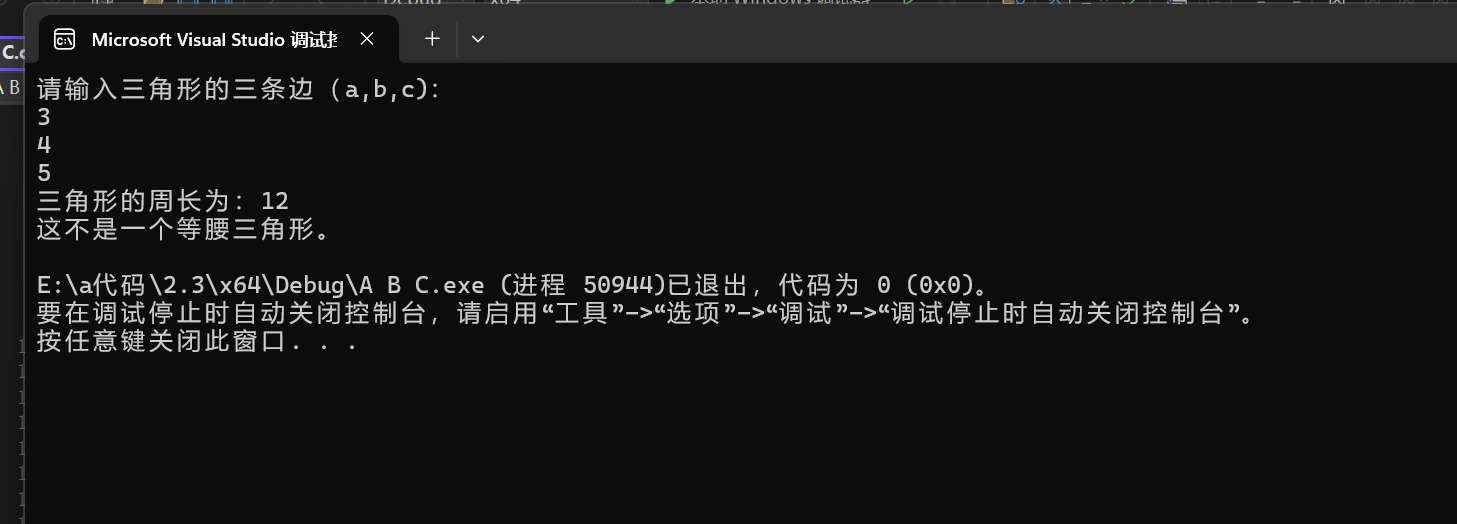 Microsoft Visual Studio 调试
请输入三角形的三条边（a,b,c)：
3
4
5
三角形的周长为：12
这不是一个等腰三角形。
E:\a代码\2.3\x64\Debug\A B C.exe (进程 50944)已退出，代码为 0 (0x0)。
要在调试停止时自动关闭控制台，请启用“工具”->“选项”->“调试”->“调试停止时自动关闭控制台”。
按任意键关闭此窗口. . .